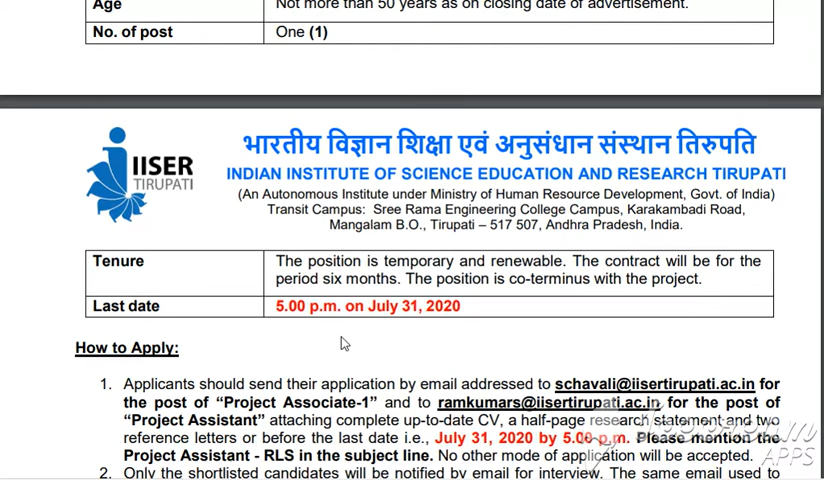 Age Not more than 50 years as on closing date of advertisement.
No. of post One (1)
IISER
TIRUPATI
भारतीय विज्ञान शिक्षा एवं अनुसंधान संस्थान तिरुपति
INDIAN INSTITUTE OF SCIENCE EDUCATION AND RESEARCH TIRUPATI
(An Autonomous Institute under Ministry of Human Resource Development, Govt. of India)
Transit Campus: Sree Rama Engineering College Campus, Karakambadi Road,
Mangalam B.O., Tirupati – 517 507, Andhra Pradesh, India.
Tenure The position is temporary and renewable. The contract will be for the
period six months. The position is co-terminus with the project.
Last date 5.00 p.m. on July 31, 2020
How to Apply:
1. Applicants should send their application by email addressed to schavali@iisertirupati.ac.in for
the post of “Project Associate-1” and to ramkumars@iisertirupati.ac.in for the post of
“Project Assistant” attaching complete up-to-date CV, a half-page research statement and two
reference letters or before the last date i.e., July 31, 2020 by 5.00 p.m. Please mention the
Project Assistant - RLS in the subject line. No other mode of application will be accepted.
2. Only the shortlisted candidates will be notified by email for interview. The same email used to
APPS